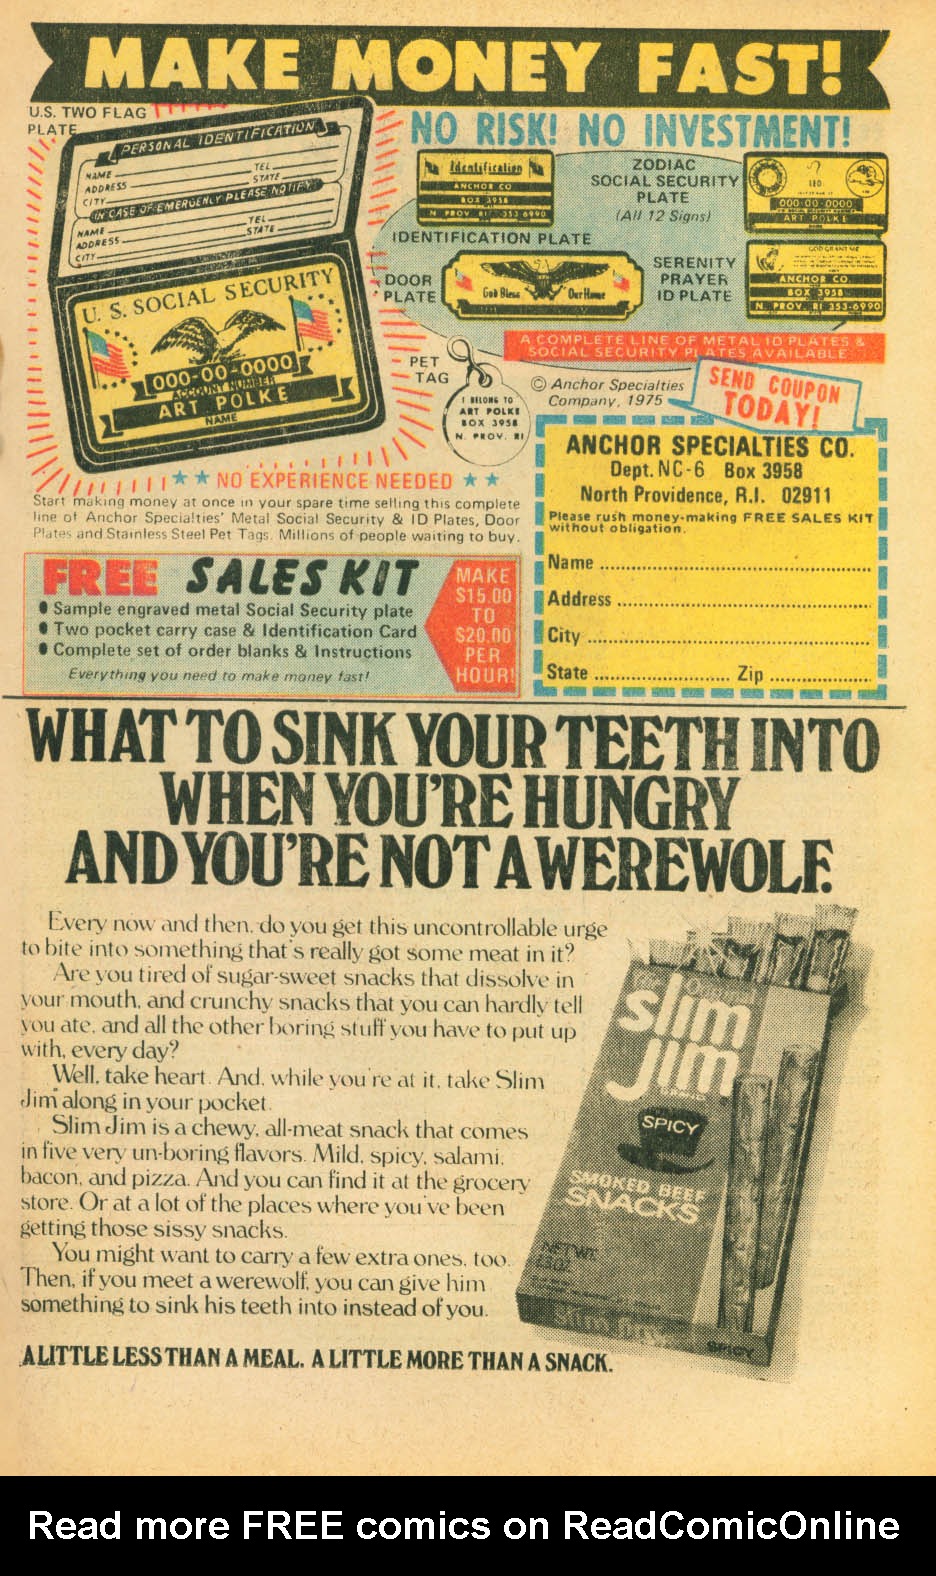 MAKE MONEY FAST!
U.S. TWO FLAG
PLATE
NO RISK! NO INVESTMENT!
PERSONAL IDENTIFICATION
NAME
TEL
ADDRESS
STATE
CITY
IN CASE OF EMERGENCY PLEASE NOTIFY
NAME
TEL
ADDRESS
STATE
CITY
U. S. SOCIAL SECURITY
000-00-0000
ACCOUNT NUMBER
ART POLKE
NAME
Identification
ANCHOR CO
BOX 3958
N. PROV. RI 353-6990
IDENTIFICATION PLATE
ZODIAC
SOCIAL SECURITY
PLATE
(All 12 Signs)
LEO
000-00-0000
ART POLKE
NAME
DOOR
PLATE
God Bless Our Home
SERENITY
PRAYER
ID PLATE
GOD GRANT ME
ANCHOR CO.
BOX 3958
N. PROV. RI 353-6990
A COMPLETE LINE OF METAL ID PLATES &
SOCIAL SECURITY PLATES AVAILABLE
PET
TAG
I BELONG TO
ART POLKE
BOX 3958
N. PROV. RI
© Anchor Specialties
Company, 1975
SEND COUPON
TODAY!
NO EXPERIENCE NEEDED
Start making money at once in your spare time selling this complete
line of Anchor Specialties' Metal Social Security & ID Plates, Door
Plates and Stainless Steel Pet Tags. Millions of people waiting to buy.
FREE SALES KIT
Sample engraved metal Social Security plate
Two pocket carry case & Identification Card
Complete set of order blanks & Instructions
Everything you need to make money fast!
MAKE
$15.00
TO
$20.00
PER
HOUR!
ANCHOR SPECIALTIES CO.
Dept. NC-6 Box 3958
North Providence, R.I. 02911
Please rush money-making FREE SALES KIT
without obligation.
Name
Address
City
State Zip
WHAT TO SINK YOUR TEETH INTO
WHEN YOU'RE HUNGRY
AND YOU'RE NOT A WEREWOLF.
Every now and then, do you get this uncontrollable urge
to bite into something that's really got some meat in it?
Are you tired of sugar-sweet snacks that dissolve in
your mouth, and crunchy snacks that you can hardly tell
you ate, and all the other boring stuff you have to put up
with, every day?
Well, take heart. And, while you're at it, take Slim
Jim along in your pocket.
Slim Jim is a chewy, all-meat snack that comes
in five very un-boring flavors. Mild, spicy, salami,
bacon, and pizza. And you can find it at the grocery
store. Or at a lot of the places where you've been
getting those sissy snacks.
You might want to carry a few extra ones, too.
Then, if you meet a werewolf, you can give him
something to sink his teeth into instead of you.
A LITTLE LESS THAN A MEAL. A LITTLE MORE THAN A SNACK.
slim
jim
BRAND
SPICY
SMOKED BEEF
SNACKS
NET WT.
SPICY
Read more FREE comics on ReadComicOnline